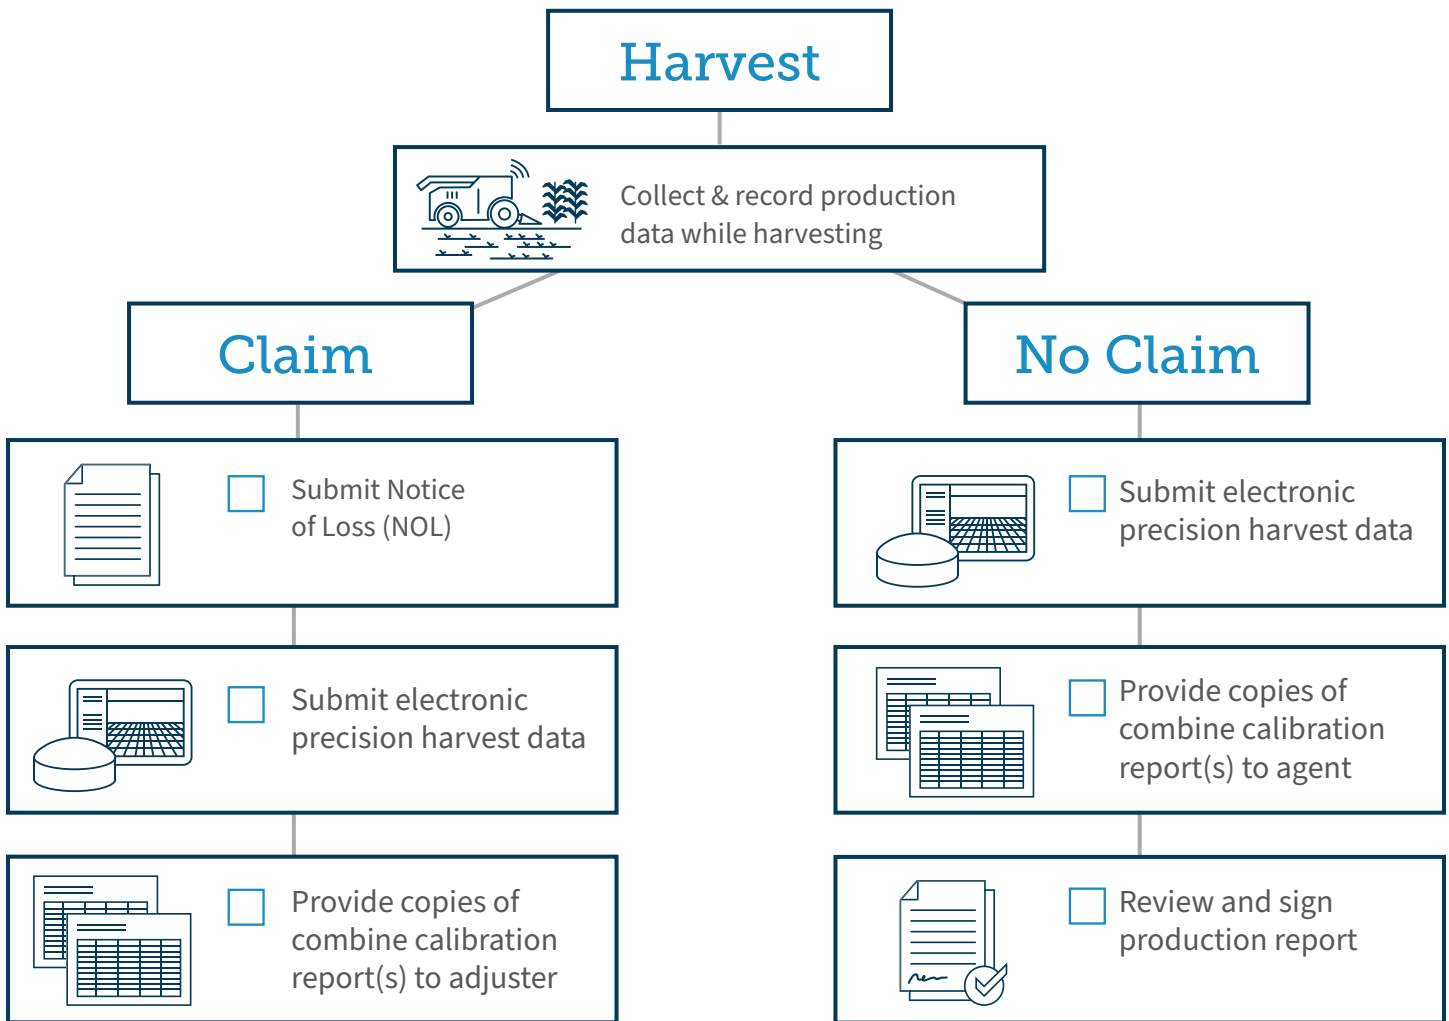 Harvest
Collect & record production
data while harvesting
Claim
Submit Notice
of Loss (NOL)
Submit electronic
precision harvest data
Provide copies of
combine calibration
report(s) to adjuster
No Claim
Submit electronic
precision harvest data
Provide copies of
combine calibration
report(s) to agent
Review and sign
production report